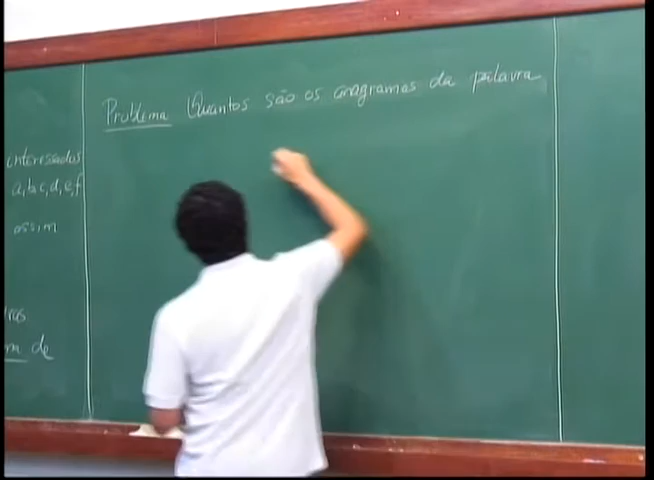 Problema Quantos são os anagramas da palavra
interessados
a,b,c,d,e,f
assim
de